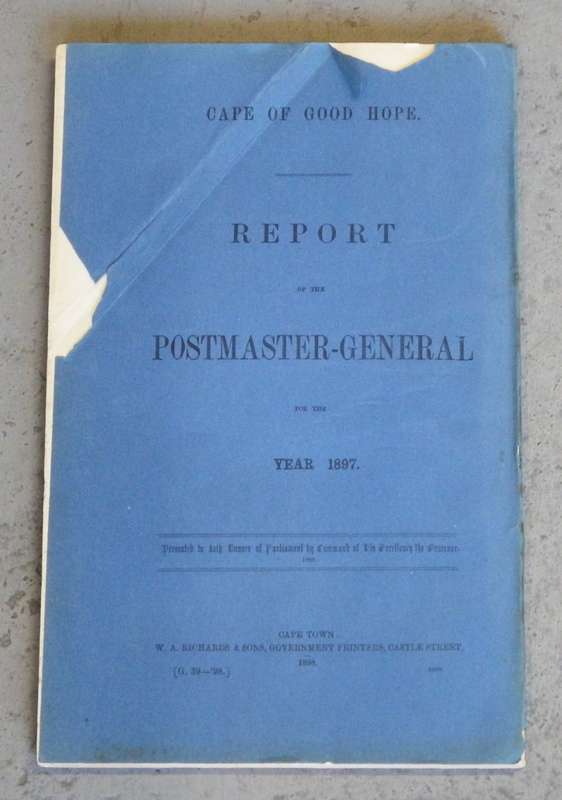 CAPE OF GOOD HOPE.
REPORT
OF THE
POSTMASTER-GENERAL
FOR THE
YEAR 1897.
Presented to both Houses of Parliament by Command of His Excellency the Governor.
1898.
CAPE TOWN
W. A. RICHARDS & SONS, GOVERNMENT PRINTERS, CASTLE STREET,
1898.
[G. 39—'98.]